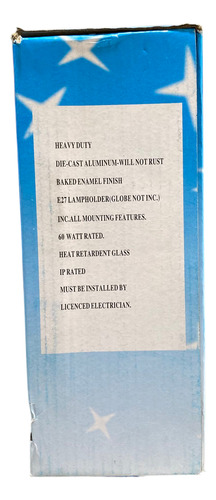 HEAVY DUTY
DIE-CAST ALUMINUM-WILL NOT RUST
BAKED ENAMEL FINISH
E27 LAMPHOLDER(GLOBE NOT INC.)
INC.ALL MOUNTING FEATURES.
60 WATT RATED.
HEAT RETARDENT GLASS
IP RATED
MUST BE INSTALLED BY
LICENCED ELECTRICIAN.